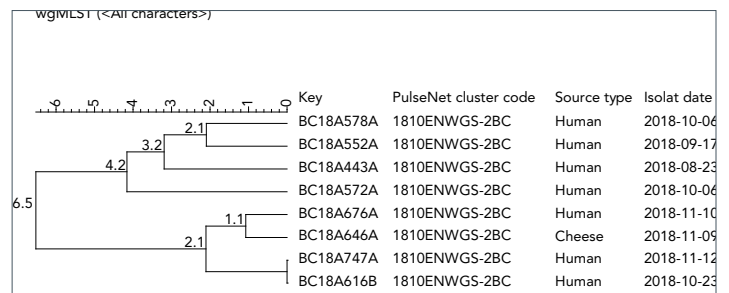 wgMLST (<All characters>)
6 5 4 3 2 1 0 Key PulseNet cluster code Source type Isolat date
2.1 BC18A578A 1810ENWGS-2BC Human 2018-10-06
3.2 BC18A552A 1810ENWGS-2BC Human 2018-09-17
4.2 BC18A443A 1810ENWGS-2BC Human 2018-08-23
BC18A572A 1810ENWGS-2BC Human 2018-10-06
6.5
1.1 BC18A676A 1810ENWGS-2BC Human 2018-11-10
2.1 BC18A646A 1810ENWGS-2BC Cheese 2018-11-09
BC18A747A 1810ENWGS-2BC Human 2018-11-12
BC18A616B 1810ENWGS-2BC Human 2018-10-23